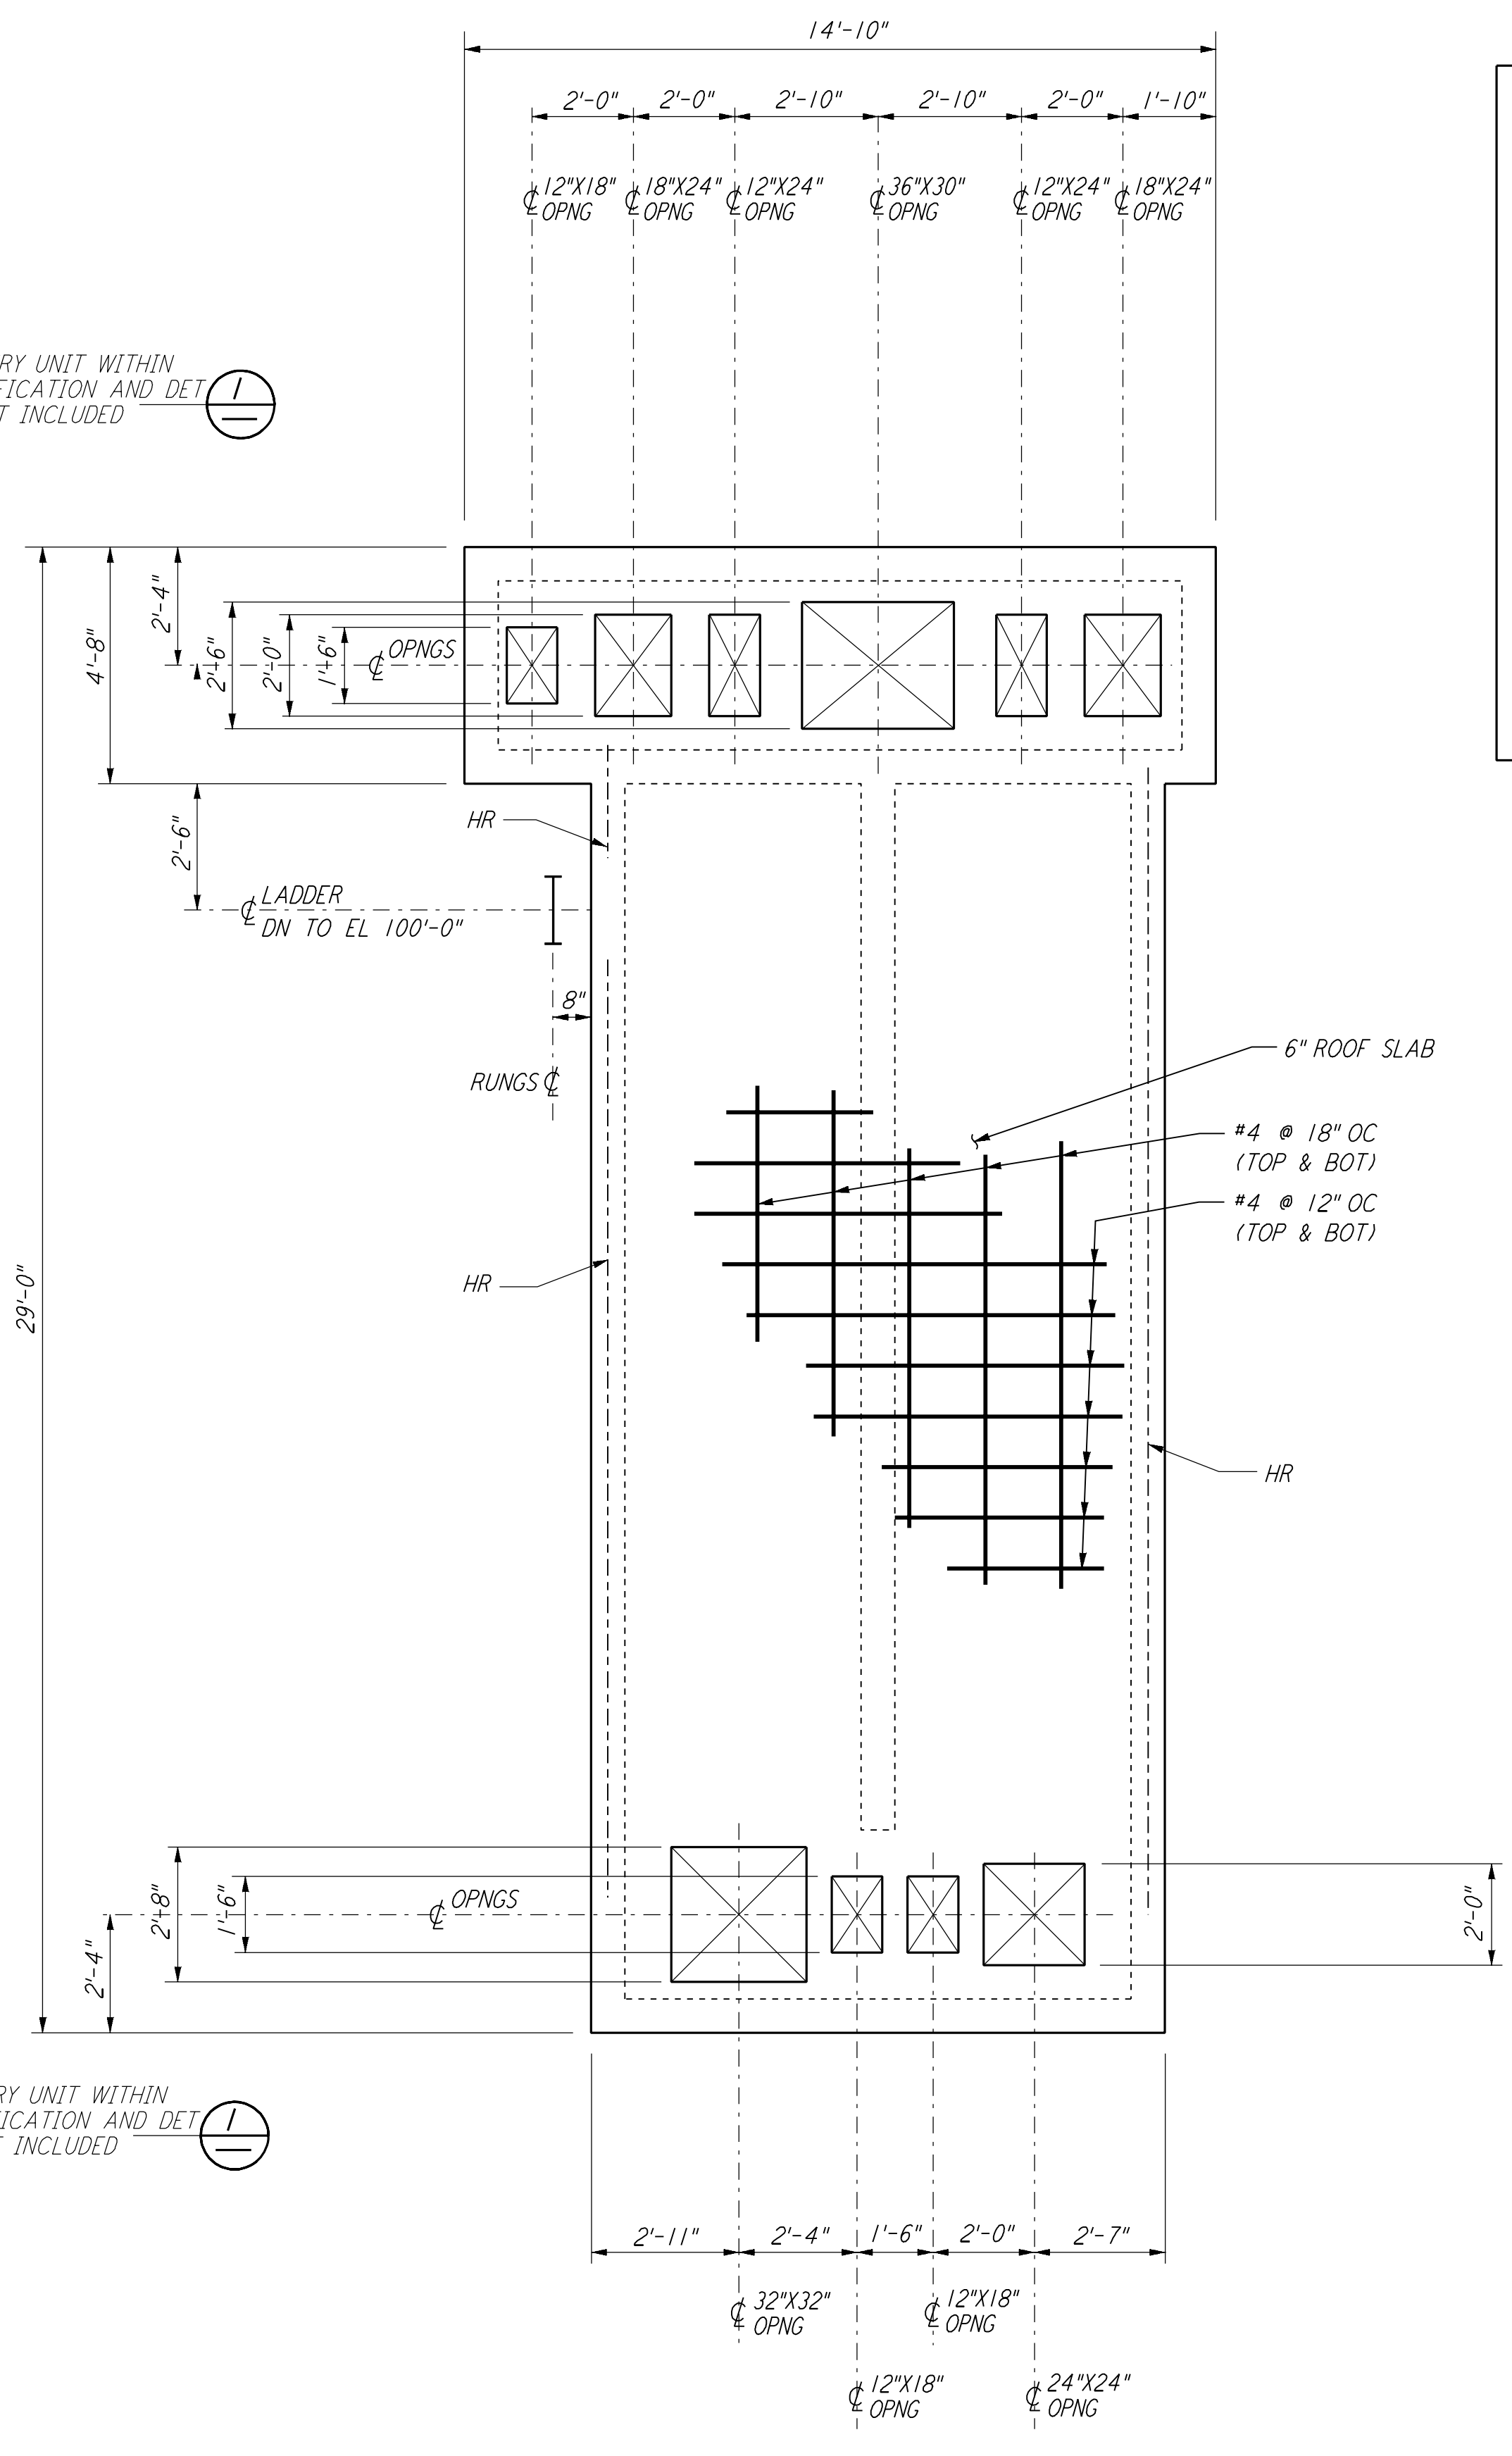 14'-10"
2'-0" 2'-0" 2'-10" 2'-10" 2'-0" 1'-10"
℄ 12"X18" ℄ 18"X24" ℄ 12"X24" ℄ 36"X30" ℄ 12"X24" ℄ 18"X24"
OPNG OPNG OPNG OPNG OPNG OPNG
RY UNIT WITHIN
FICATION AND DET
T INCLUDED
1
—
4'-8"
2'-4"
2'-6"
2'-0"
1'-6"
℄ OPNGS
2'-6"
HR
℄ LADDER
DN TO EL 100'-0"
8"
RUNGS ℄
6" ROOF SLAB
#4 @ 18" OC
(TOP & BOT)
#4 @ 12" OC
(TOP & BOT)
29'-0"
HR
HR
2'-8"
1'-6"
℄ OPNGS
2'-4"
2'-0"
RY UNIT WITHIN
FICATION AND DET
T INCLUDED
1
—
2'-11" 2'-4" 1'-6" 2'-0" 2'-7"
℄ 32"X32" ℄ 12"X18"
OPNG OPNG
℄ 12"X18" ℄ 24"X24"
OPNG OPNG